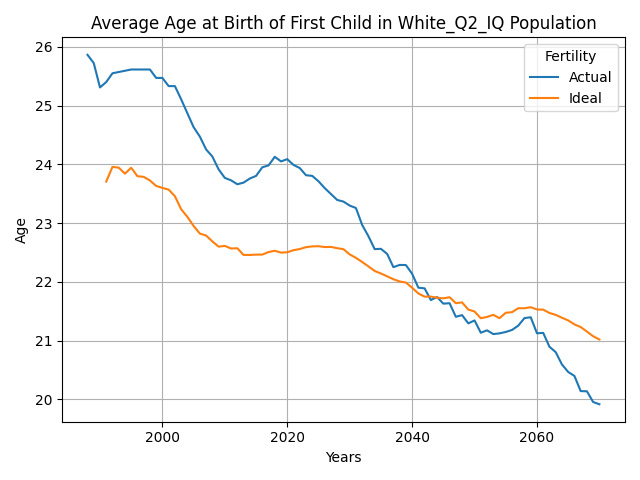 Average Age at Birth of First Child in White_Q2_IQ Population
Fertility
Actual
Ideal
26
25
24
23
22
21
20
Age
2000
2020
2040
2060
Years